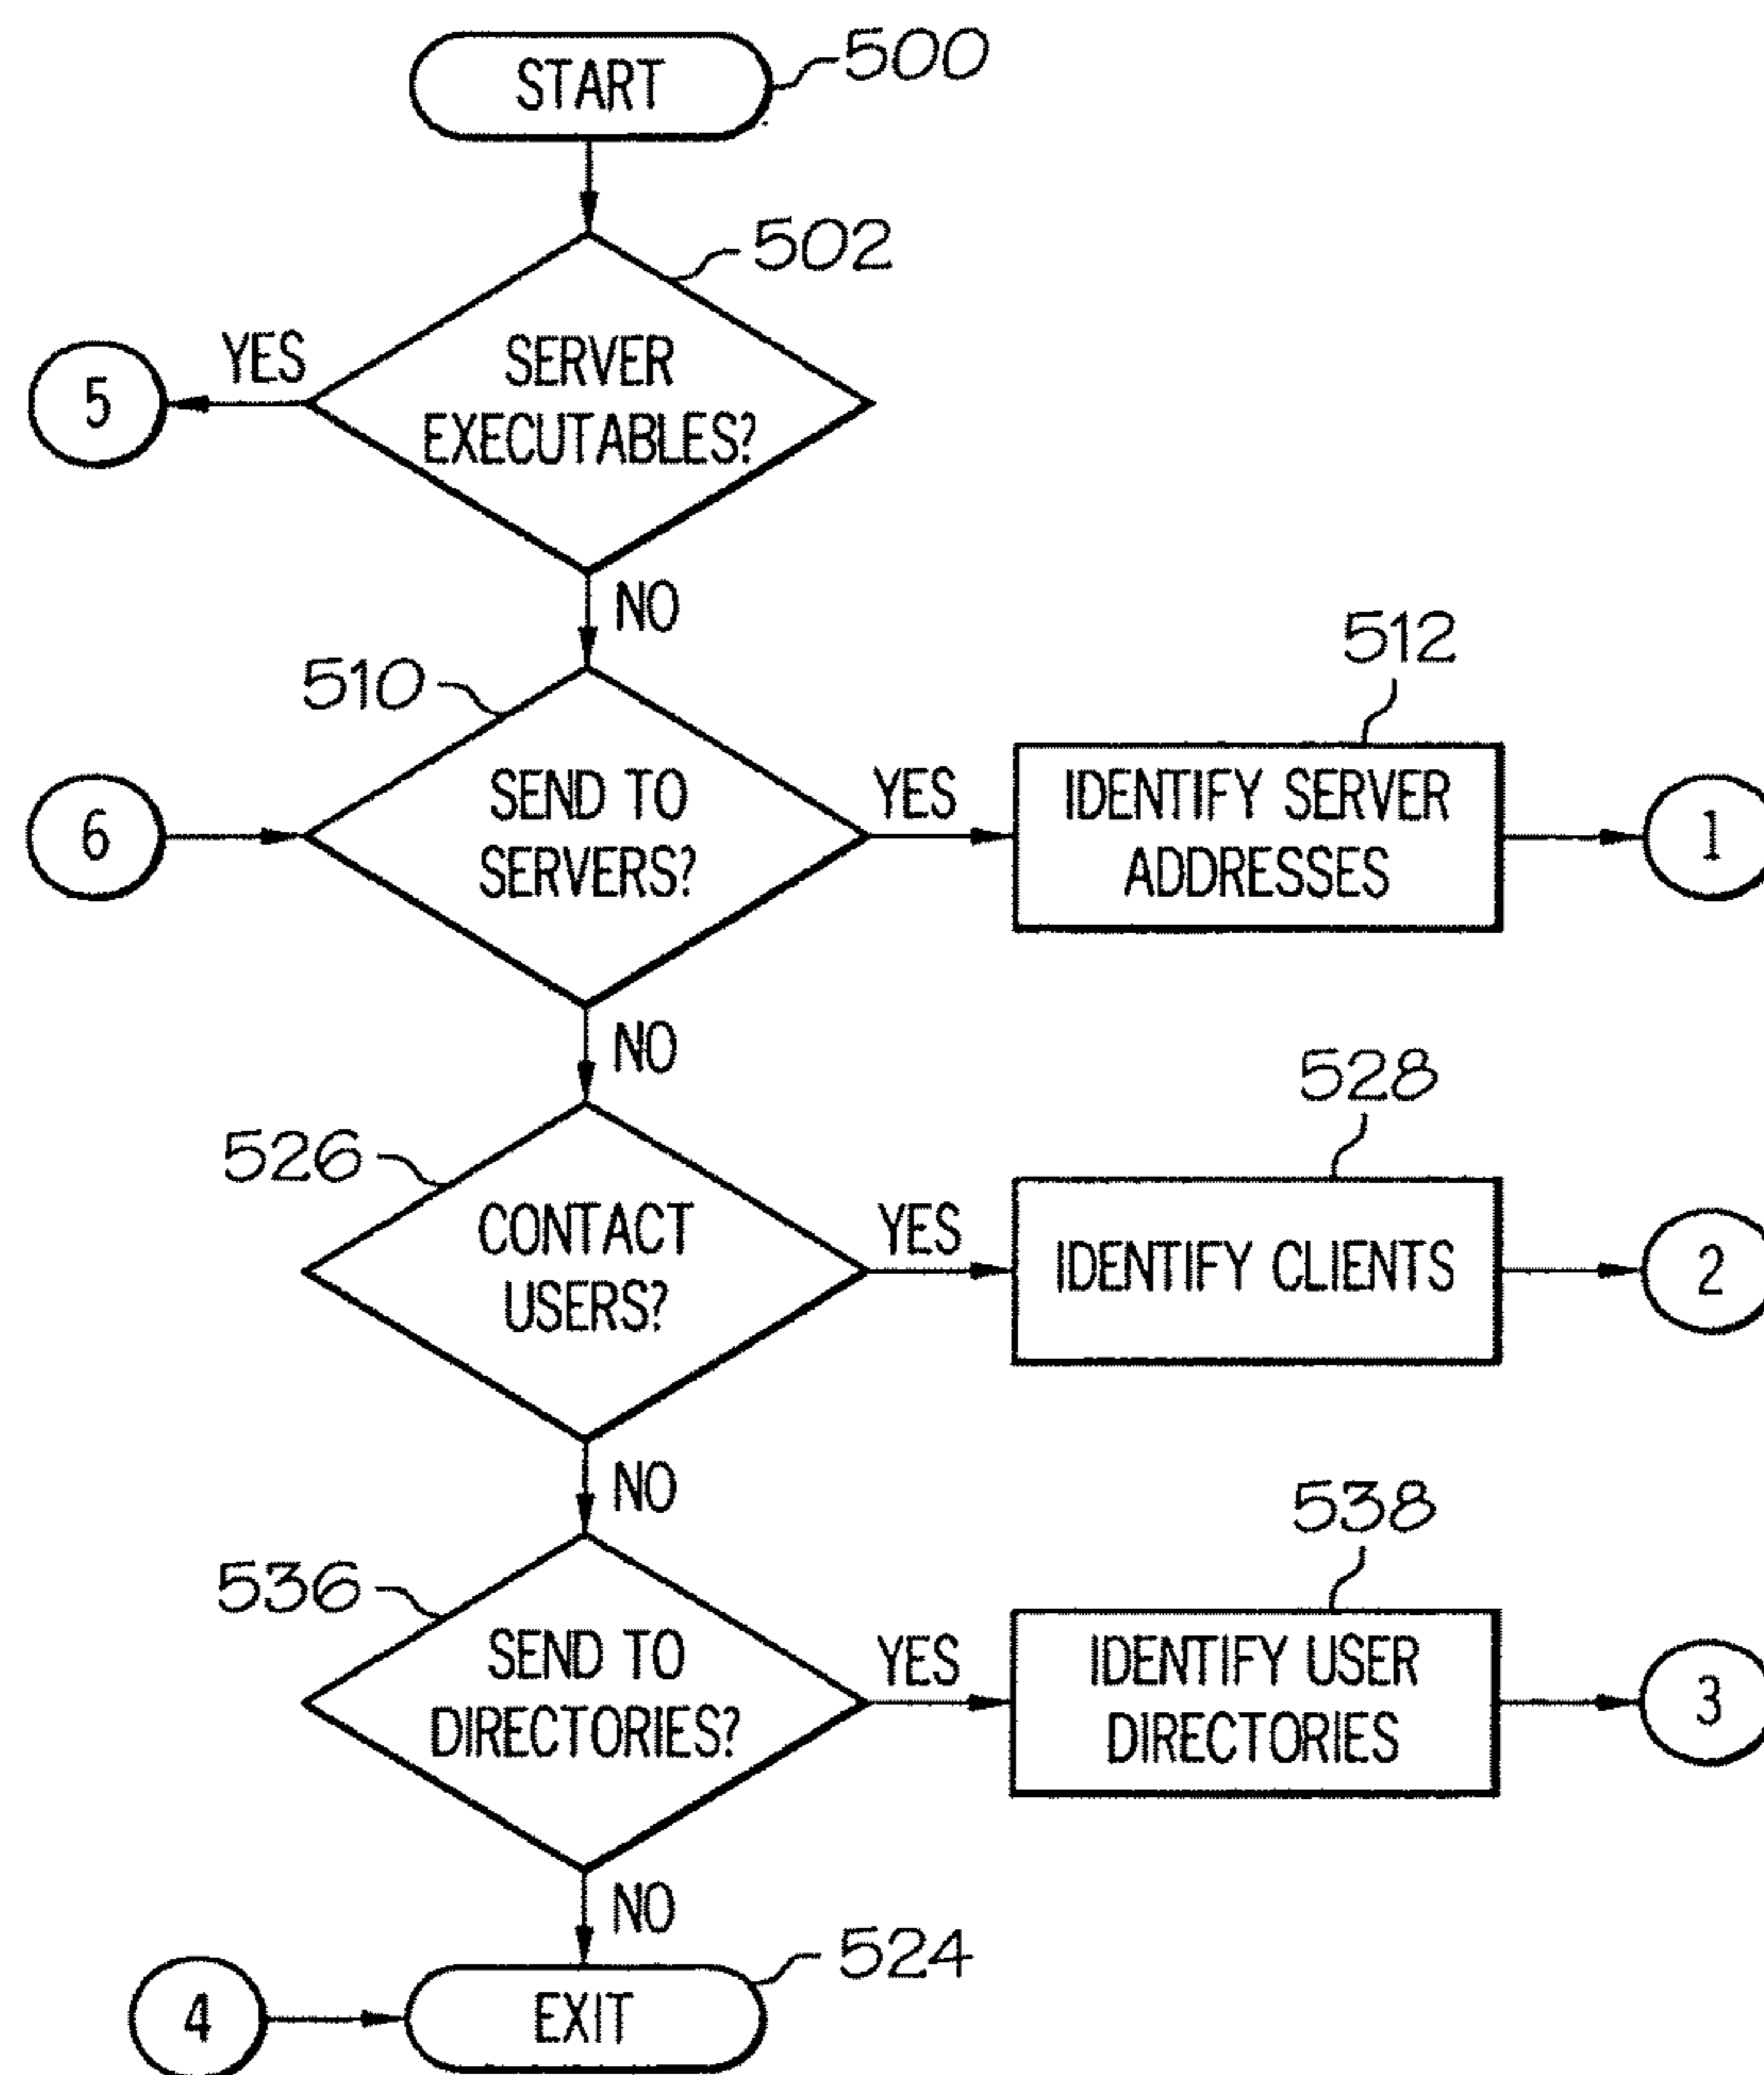 START
500
502
YES
5
SERVER
EXECUTABLES?
NO
510
512
6
SEND TO
SERVERS?
YES
IDENTIFY SERVER
ADDRESSES
1
NO
526
528
CONTACT
USERS?
YES
IDENTIFY CLIENTS
2
NO
536
538
SEND TO
DIRECTORIES?
YES
IDENTIFY USER
DIRECTORIES
3
NO
524
4
EXIT